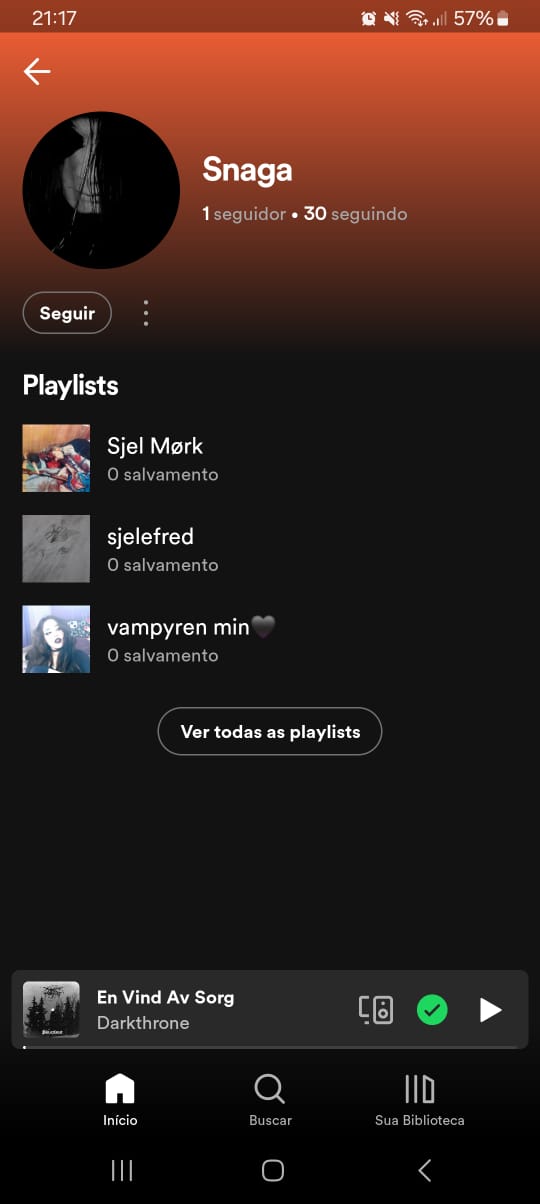 21:17
57%
Snaga
1 seguidor • 30 seguindo
Seguir
Playlists
Sjel Mørk
0 salvamento
sjelefred
0 salvamento
vampyren min🖤
0 salvamento
Ver todas as playlists
En Vind Av Sorg
Darkthrone
Início
Buscar
Sua Biblioteca